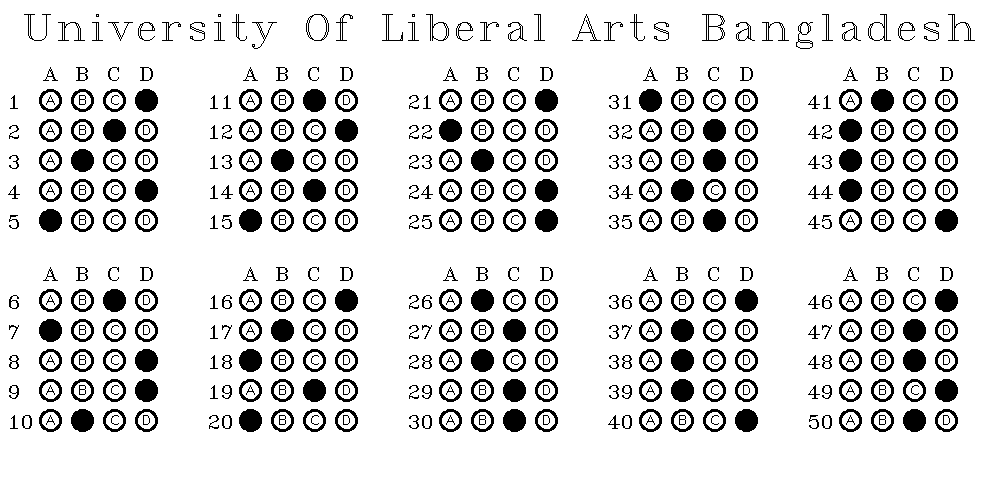 University Of Liberal Arts Bangladesh
A B C D A B C D A B C D A B C D A B C D
1 A B C 11 A B D 21 A B C 31 B C D 41 A C D
2 A B D 12 A B C 22 B C D 32 A B D 42 B C D
3 A C D 13 A C D 23 A C D 33 A B D 43 B C D
4 A B C 14 A B D 24 A B C 34 A C D 44 B C D
5 B C D 15 B C D 25 A B C 35 A B D 45 A B C
A B C D A B C D A B C D A B C D A B C D
6 A B D 16 A B C 26 A C D 36 A B C 46 A B C
7 B C D 17 A C D 27 A B D 37 A C D 47 A B D
8 A B C 18 B C D 28 A C D 38 A C D 48 A B D
9 A B C 19 A B D 29 A B D 39 A C D 49 A B C
10 A C D 20 B C D 30 A B D 40 A B C 50 A B D